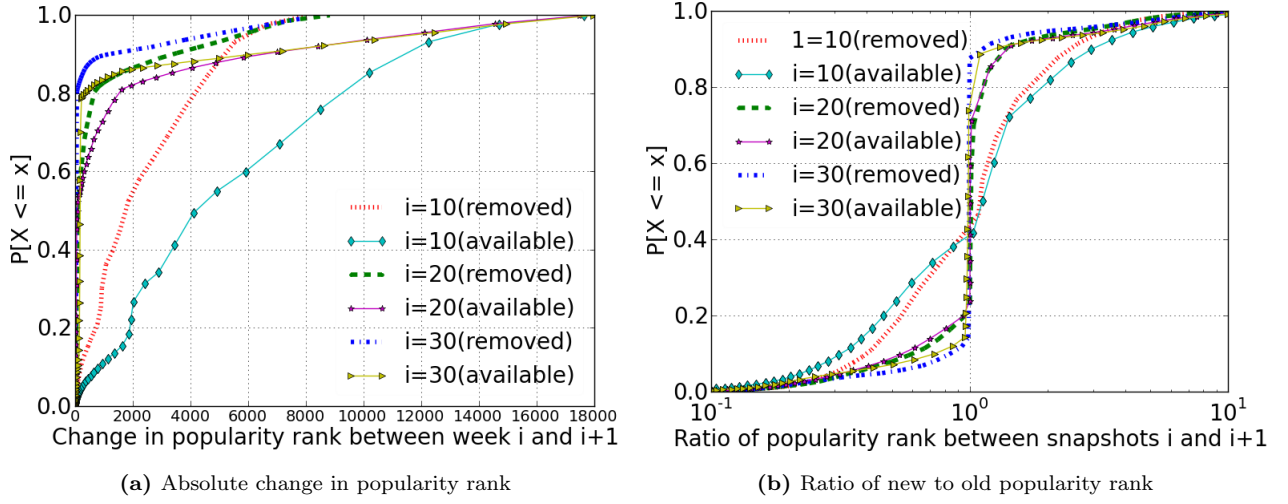 1.0
0.8
0.6
0.4
0.2
0.0
P[X <= x]
i=10(removed)
i=10(available)
i=20(removed)
i=20(available)
i=30(removed)
i=30(available)
0 2000 4000 6000 8000 10000 12000 14000 16000 18000
Change in popularity rank between week i and i+1
(a) Absolute change in popularity rank
1.0
0.8
0.6
0.4
0.2
0.0
P[X <= x]
1=10(removed)
i=10(available)
i=20(removed)
i=20(available)
i=30(removed)
i=30(available)
10⁻¹ 10⁰ 10¹
Ratio of popularity rank between snapshots i and i+1
(b) Ratio of new to old popularity rank